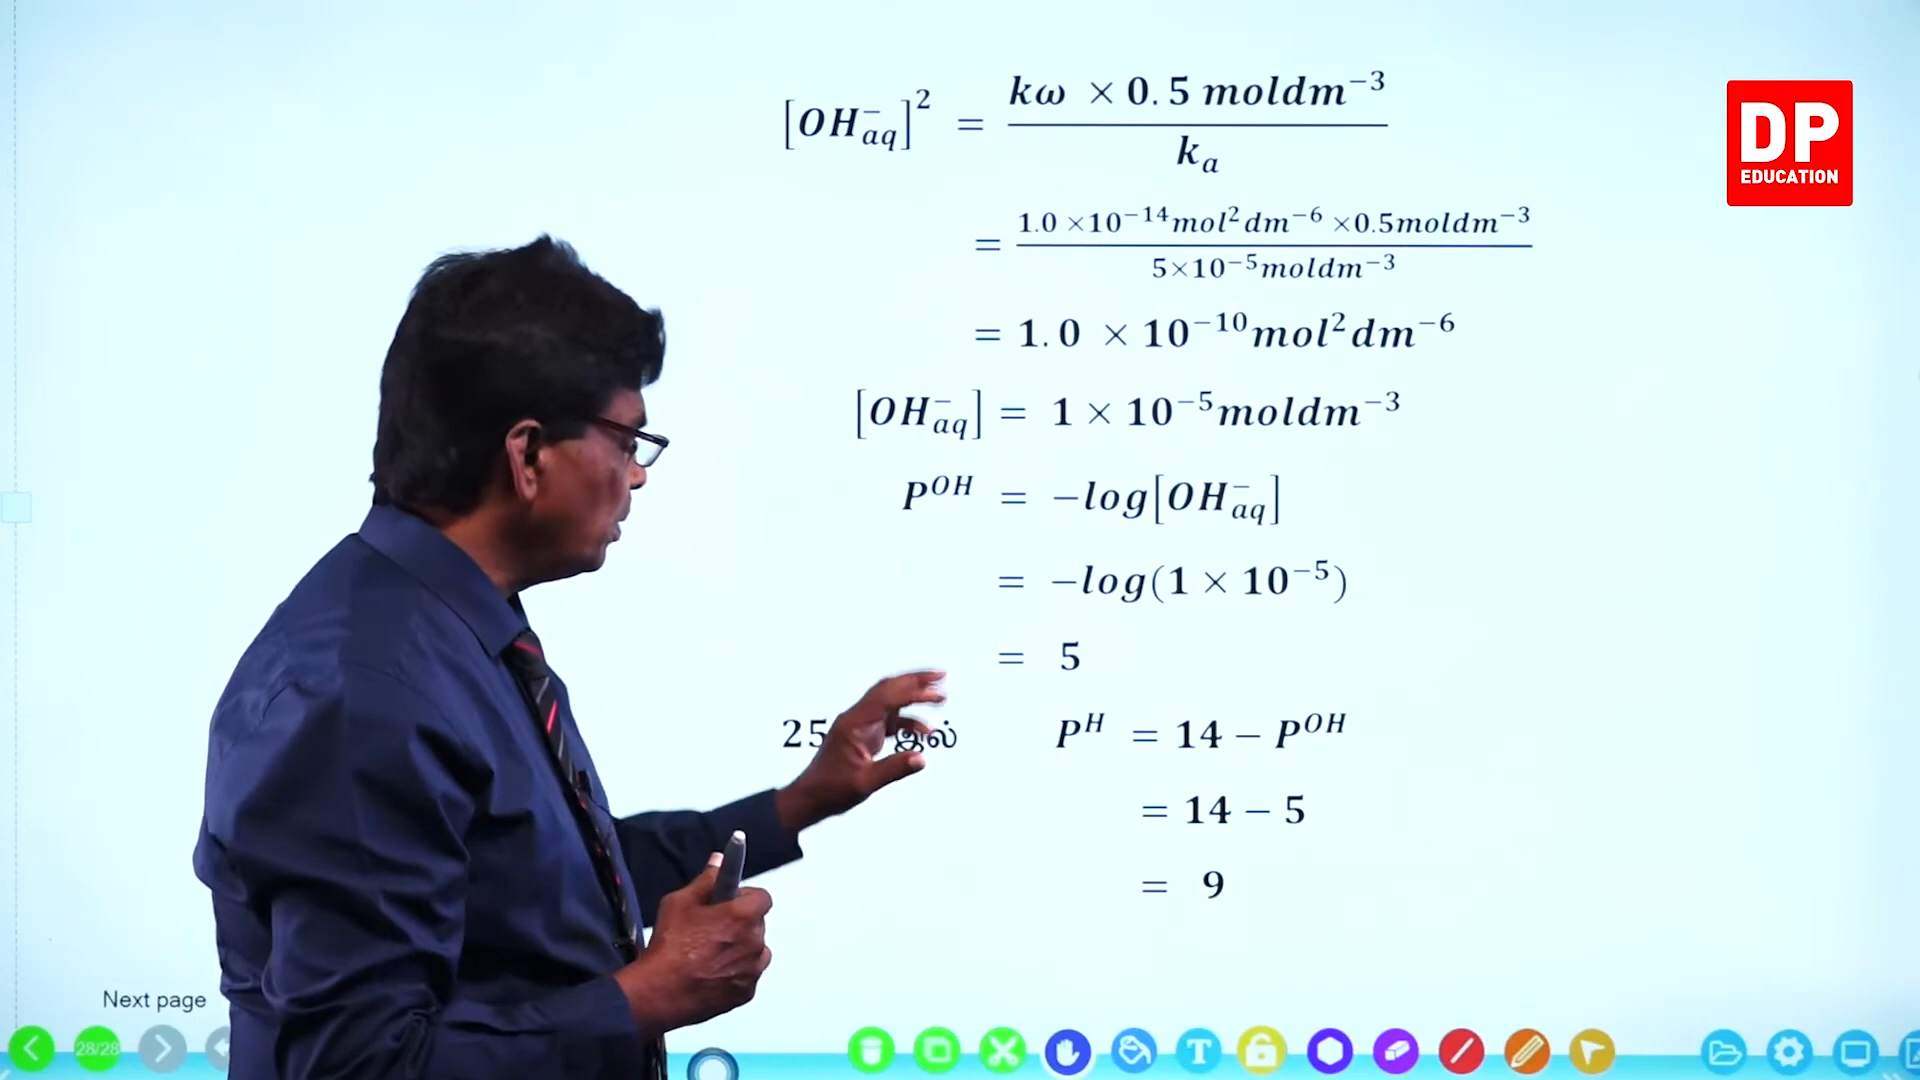 [OH⁻aq]² = kω × 0.5 moldm⁻³ / kₐ
DP
EDUCATION
= 1.0 ×10⁻¹⁴mol²dm⁻⁶ ×0.5moldm⁻³ / 5×10⁻⁵moldm⁻³
= 1.0 × 10⁻¹⁰mol²dm⁻⁶
[OH⁻aq] = 1 × 10⁻⁵moldm⁻³
P^OH = −log[OH⁻aq]
= −log(1 × 10⁻⁵)
= 5
25 இல் P^H = 14 − P^OH
= 14 − 5
= 9
Next page
28/28
T